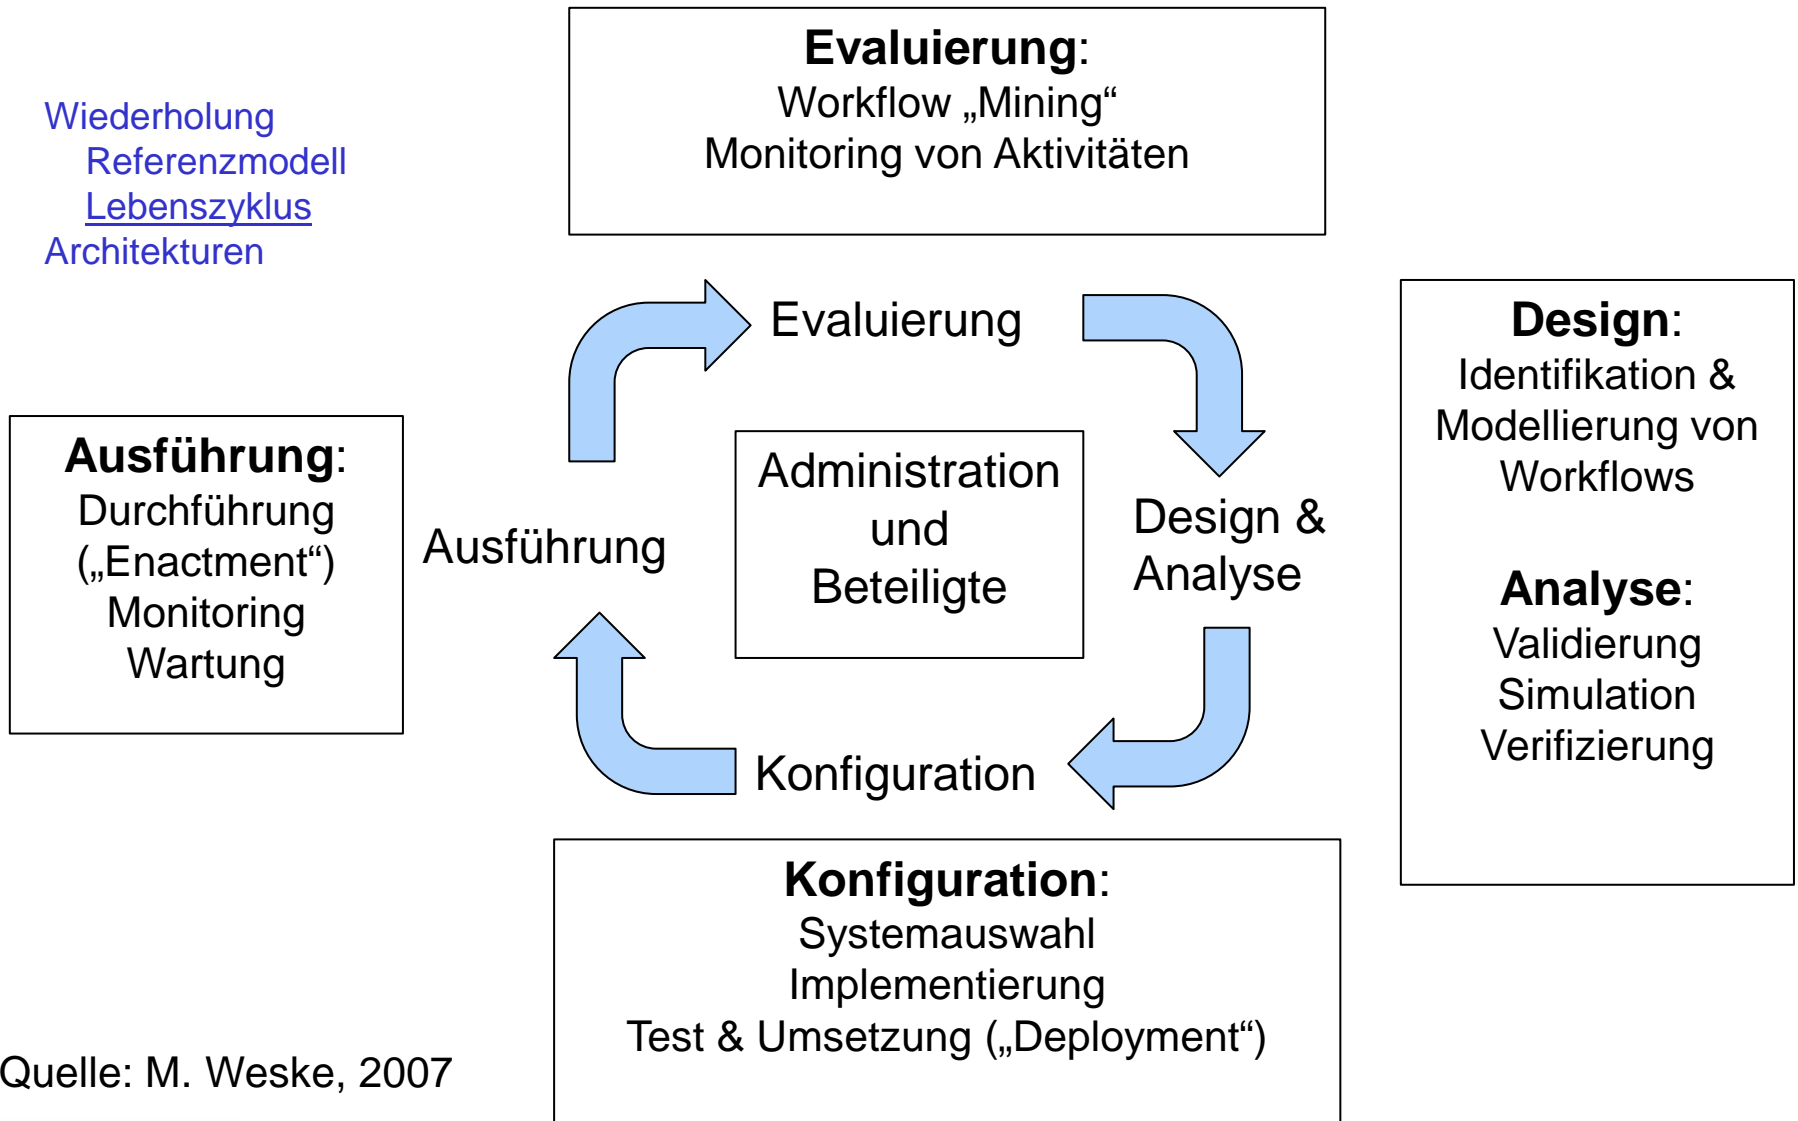 Wiederholung
Referenzmodell
Lebenszyklus
Architekturen
Evaluierung:
Workflow „Mining“
Monitoring von Aktivitäten
Evaluierung
Design:
Identifikation &
Modellierung von
Workflows
Analyse:
Validierung
Simulation
Verifizierung
Ausführung:
Durchführung
(„Enactment“)
Monitoring
Wartung
Ausführung
Administration
und
Beteiligte
Design &
Analyse
Konfiguration
Konfiguration:
Systemauswahl
Implementierung
Test & Umsetzung („Deployment“)
Quelle: M. Weske, 2007